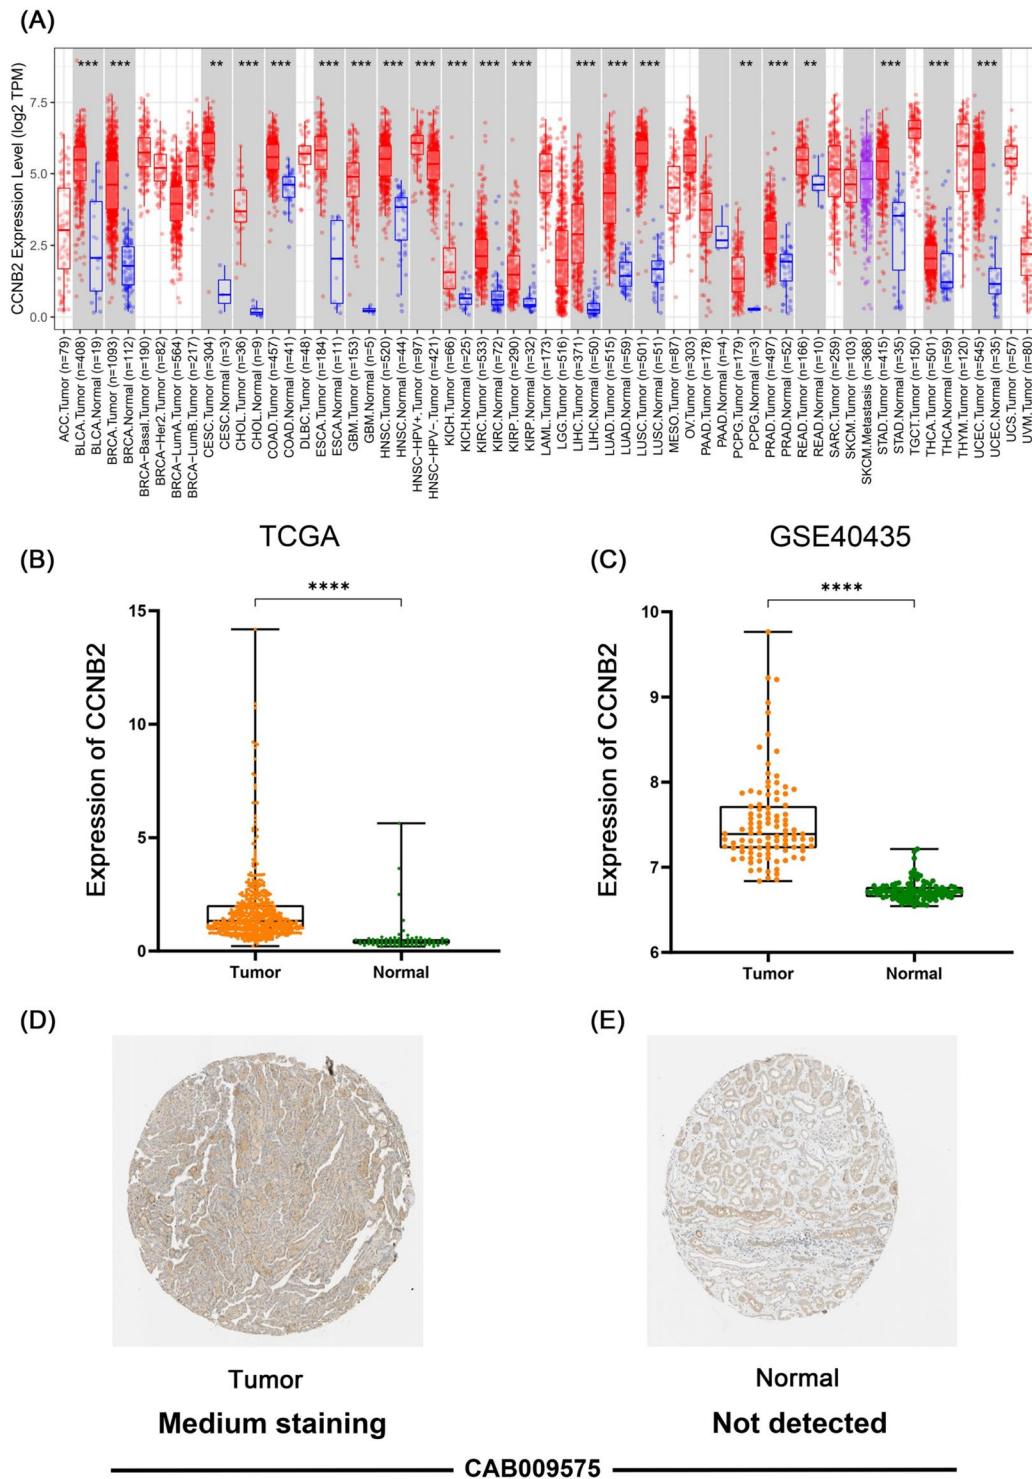 (A)
CCNB2 Expression Level (log2 TPM)
7.5
5.0
2.5
0.0
*** *** ** *** *** *** *** *** *** *** *** *** *** *** *** ** *** ** *** *** ***
ACC.Tumor (n=79)
BLCA.Tumor (n=408)
BLCA.Normal (n=19)
BRCA.Tumor (n=1093)
BRCA.Normal (n=112)
BRCA-Basal.Tumor (n=190)
BRCA-Her2.Tumor (n=82)
BRCA-LumA.Tumor (n=564)
BRCA-LumB.Tumor (n=217)
CESC.Tumor (n=304)
CESC.Normal (n=3)
CHOL.Tumor (n=36)
CHOL.Normal (n=9)
COAD.Tumor (n=457)
COAD.Normal (n=41)
DLBC.Tumor (n=48)
ESCA.Tumor (n=184)
ESCA.Normal (n=11)
GBM.Tumor (n=153)
GBM.Normal (n=5)
HNSC.Tumor (n=520)
HNSC.Normal (n=44)
HNSC-HPV+.Tumor (n=97)
HNSC-HPV-.Tumor (n=421)
KICH.Tumor (n=66)
KICH.Normal (n=25)
KIRC.Tumor (n=533)
KIRC.Normal (n=72)
KIRP.Tumor (n=290)
KIRP.Normal (n=32)
LAML.Tumor (n=173)
LGG.Tumor (n=516)
LIHC.Tumor (n=371)
LIHC.Normal (n=50)
LUAD.Tumor (n=515)
LUAD.Normal (n=59)
LUSC.Tumor (n=501)
LUSC.Normal (n=51)
MESO.Tumor (n=87)
OV.Tumor (n=303)
PAAD.Tumor (n=178)
PAAD.Normal (n=4)
PCPG.Tumor (n=179)
PCPG.Normal (n=3)
PRAD.Tumor (n=497)
PRAD.Normal (n=52)
READ.Tumor (n=166)
READ.Normal (n=10)
SARC.Tumor (n=259)
SKCM.Tumor (n=103)
SKCM.Metastasis (n=368)
STAD.Tumor (n=415)
STAD.Normal (n=35)
TGCT.Tumor (n=150)
THCA.Tumor (n=501)
THCA.Normal (n=59)
THYM.Tumor (n=120)
UCEC.Tumor (n=545)
UCEC.Normal (n=35)
UCS.Tumor (n=57)
UVM.Tumor (n=80)
(B)
TCGA
Expression of CCNB2
15
10
5
0
****
Tumor Normal
(C)
GSE40435
Expression of CCNB2
10
9
8
7
6
****
Tumor Normal
(D)
Tumor
Medium staining
(E)
Normal
Not detected
CAB009575